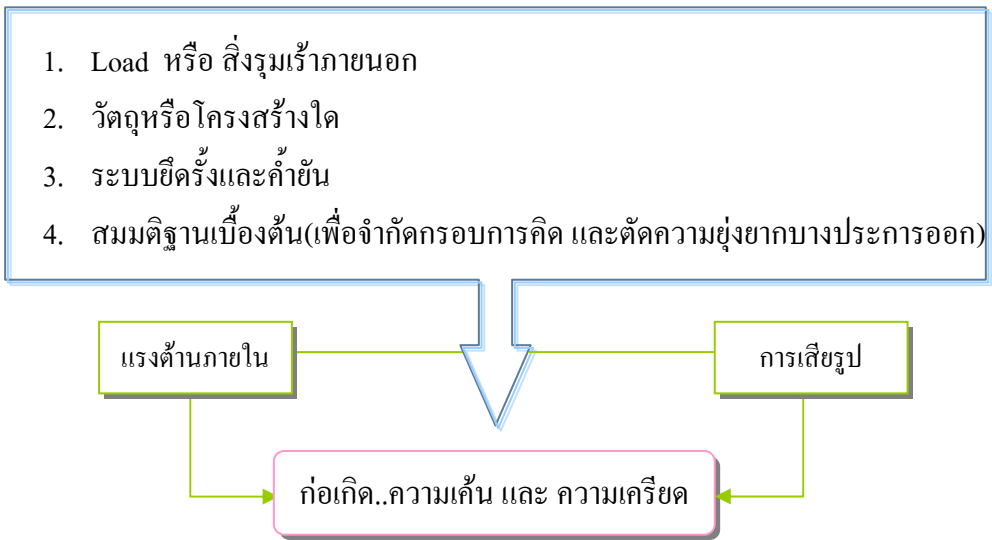 1. Load หรือ สิ่งรุมเร้าภายนอก
2. วัตถุหรือโครงสร้างใด
3. ระบบยึดรั้งและค้ำยัน
4. สมมติฐานเบื้องต้น(เพื่อจำกัดกรอบการคิด และตัดความยุ่งยากบางประการออก)
แรงต้านภายใน
การเสียรูป
ก่อเกิด..ความเค้น และ ความเครียด